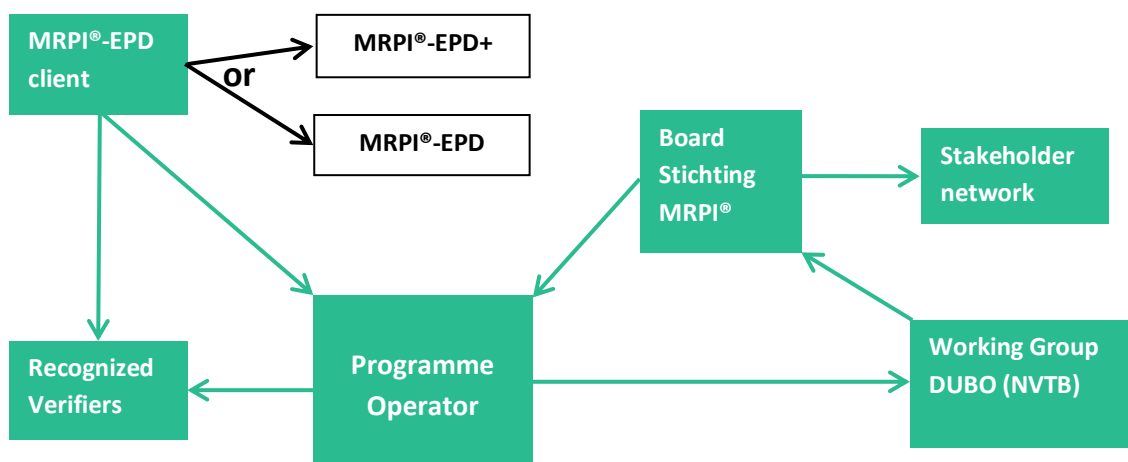 MRPI®-EPD
client
or
MRPI®-EPD+
MRPI®-EPD
Board
Stichting
MRPI®
Stakeholder
network
Recognized
Verifiers
Programme
Operator
Working Group
DUBO (NVTB)